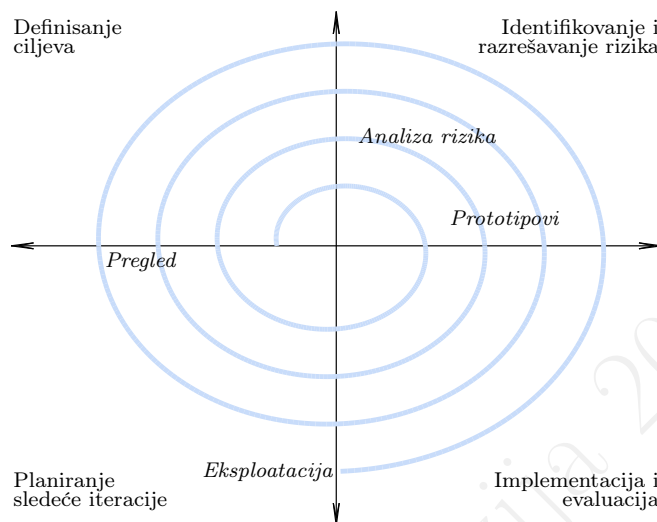 Definisanje
ciljeva
Identifikovanje i
razrešavanje rizika
Analiza rizika
Prototipovi
Pregled
Eksploatacija
Planiranje
sledeće iteracije
Implementacija i
evaluacija